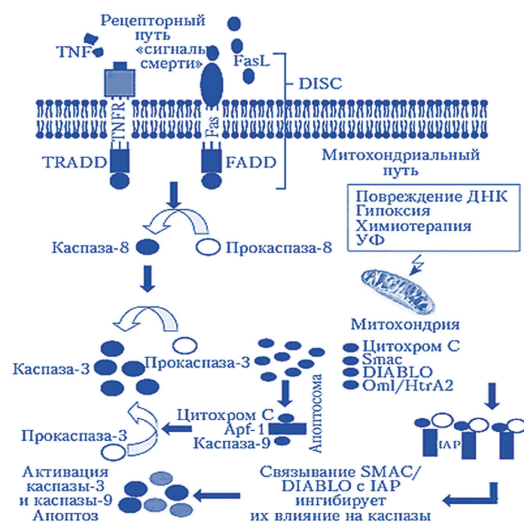 Рецепторный
путь
«сигналы
смерти»
TNF
FasL
DISC
TNFR
Fas
TRADD
FADD
Митохондриальный
путь
Повреждение ДНК
Гипоксия
Химиотерапия
УФ
Каспаза-8
Прокаспаза-8
Митохондрия
Каспаза-3
Прокаспаза-3
Цитохром C
Smac
DIABLO
Oml/HtrA2
Апоптосома
Цитохром C
Apf-1
Каспаза-9
Прокаспаза-3
IAP
Активация
каспазы-3
и каспазы-9
Апоптоз
Связывание SMAC/
DIABLO с IAP
ингибирует
их влияние на каспазы